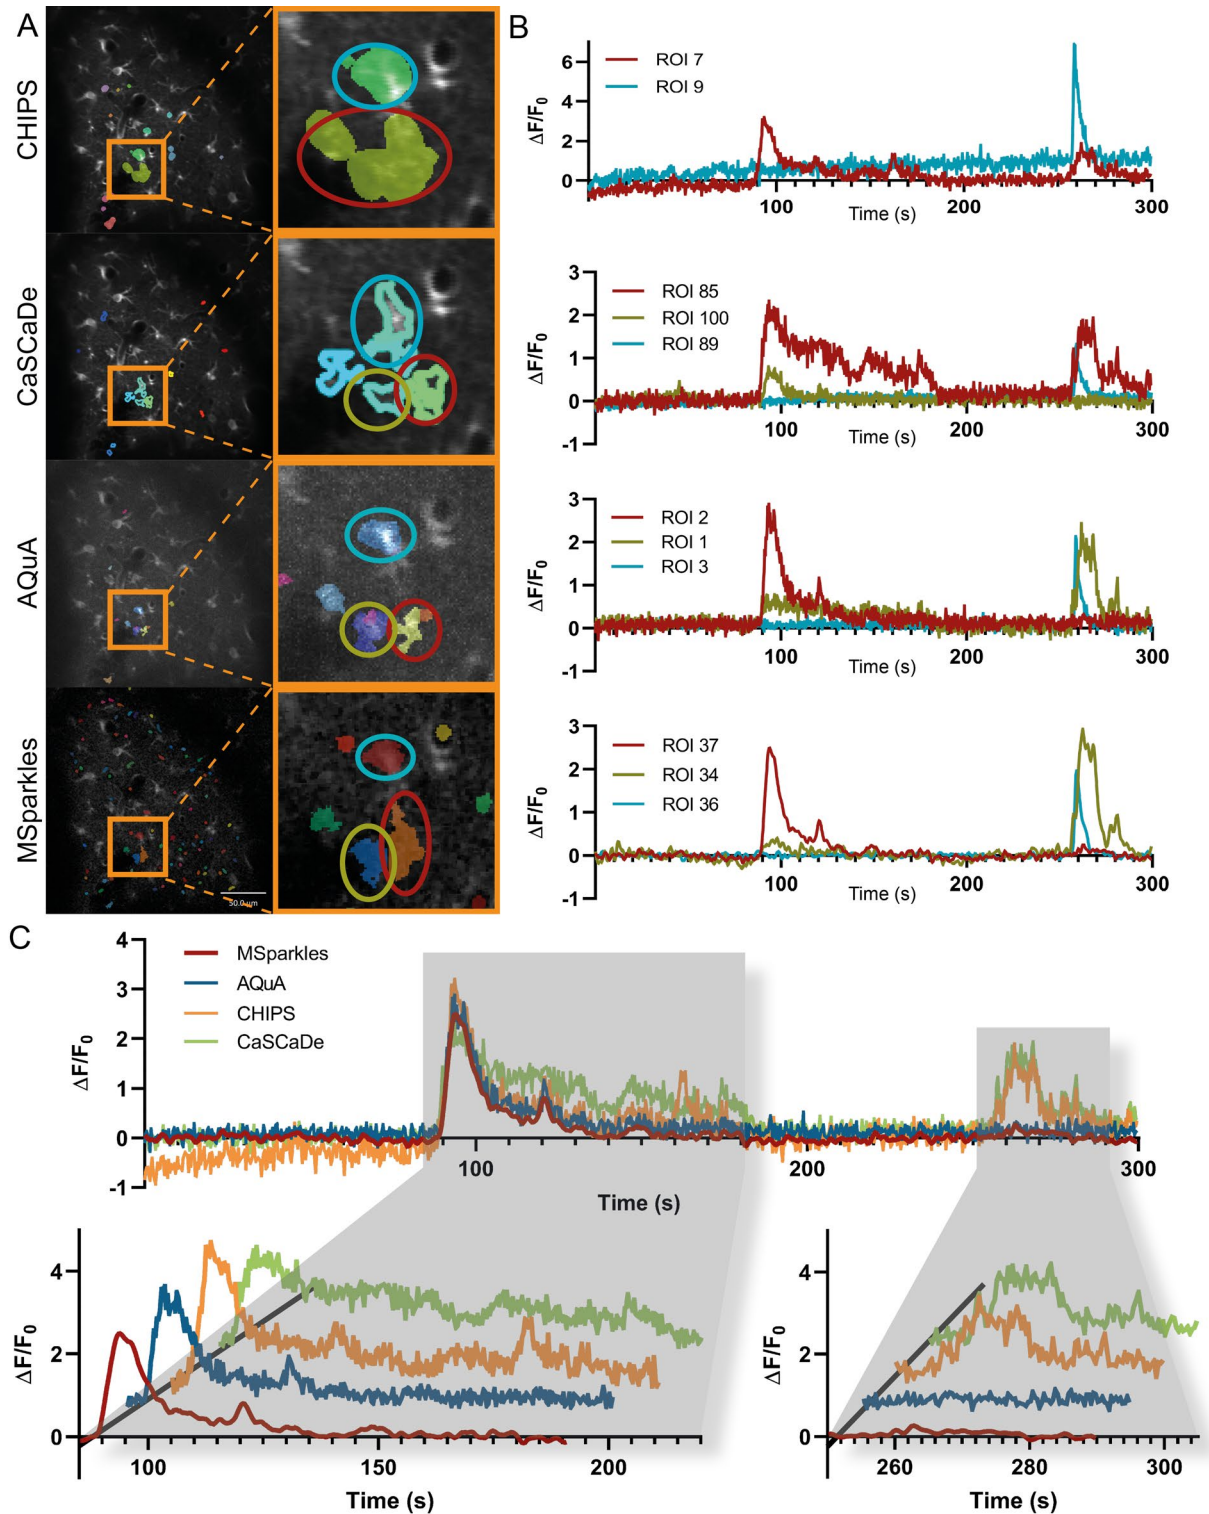 A
CHIPS
CaSCaDe
AQuA
MSparkles
50.0 µm
B
ROI 7
ROI 9
ΔF/F0
6
4
2
0
100
200
300
Time (s)
ROI 85
ROI 100
ROI 89
ΔF/F0
3
2
1
0
-1
100
200
300
Time (s)
ROI 2
ROI 1
ROI 3
ΔF/F0
3
2
1
0
-1
100
200
300
Time (s)
ROI 37
ROI 34
ROI 36
ΔF/F0
3
2
1
0
-1
100
200
300
Time (s)
C
MSparkles
AQuA
CHIPS
CaSCaDe
ΔF/F0
4
3
2
1
0
-1
100
200
300
Time (s)
ΔF/F0
4
2
0
100
150
200
Time (s)
ΔF/F0
4
2
0
260
280
300
Time (s)